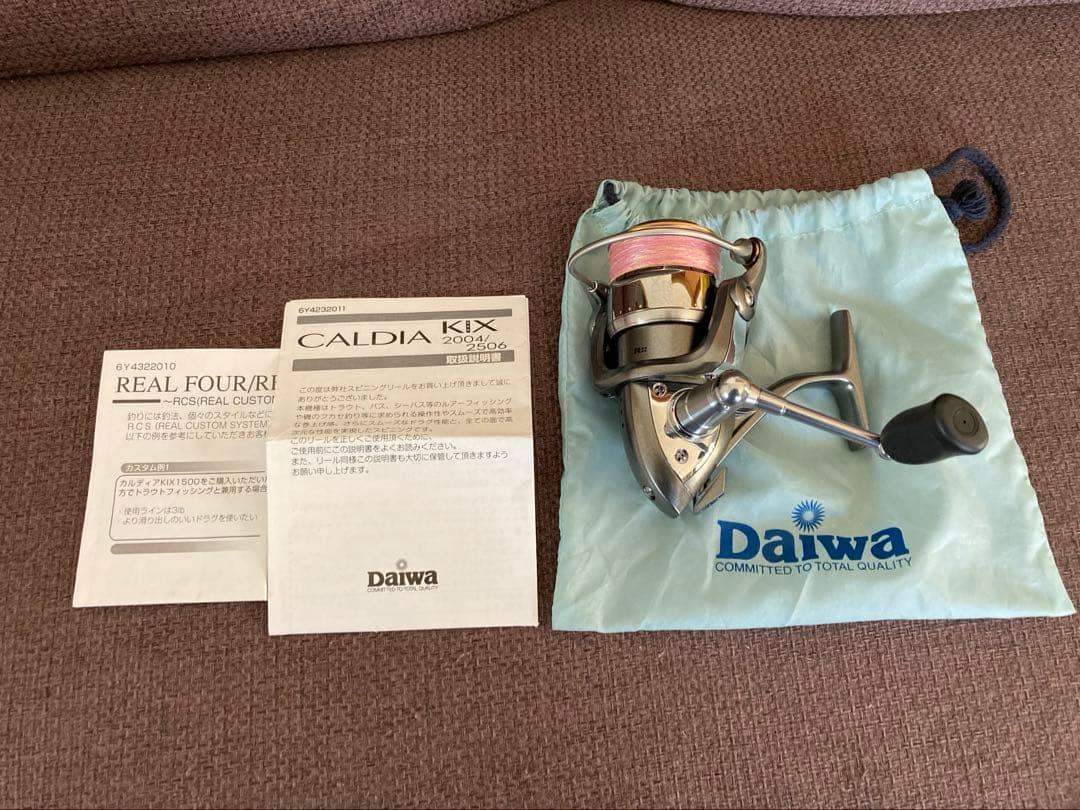 6Y4322010
REAL FOUR/RE
～RCS(REAL CUSTOM
釣りには釣法、個々のスタイルなどに
RCS (REAL CUSTOM SYSTEM)
以下の例を参考にしていただきお客
カスタム例1
カルディアKIX1500をご購入いただい
方でトラウトフィッシングと兼用する場合
・使用ラインは3lb
・より滑り出しのいいドラグを使いたい
6Y4232011
CALDIA KIX
2004/
2506
取扱説明書
この度は弊社スピニングリールをお買い上げ頂きまして誠に
ありがとうございました。
本機種はトラウト、バス、シーバス等のルアーフィッシング
や磯のフカセ釣り等に求められる操作性やスムーズで高効率
な巻上げ感、さらにスムーズなドラグ性能と、全ての面で高
次元な性能を実現したスピニングです。
このリールを正しくご使用頂くために、
ご使用前にこの説明書をよくお読みください。
また、リール同様この説明書も大切に保管して頂きますよう
お願い申し上げます。
Daiwa
COMMITTED TO TOTAL QUALITY
Daiwa
COMMITTED TO TOTAL QUALITY